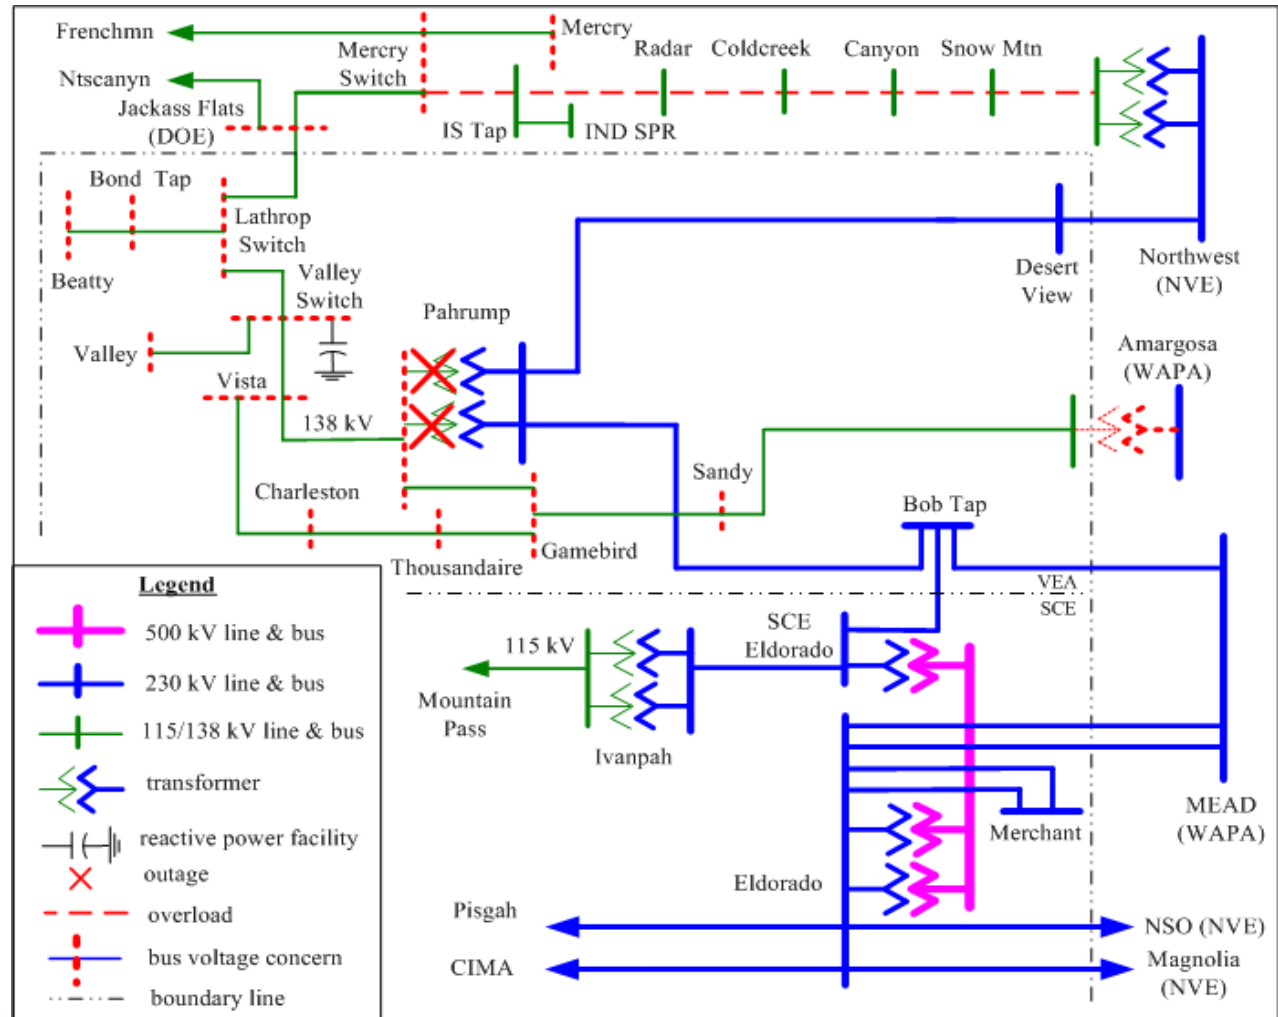 Frenchmn
Mercry
Mercry
Switch
Radar
Coldcreek
Canyon
Snow Mtn
Ntscanyn
Jackass Flats
(DOE)
IS Tap
IND SPR
Bond Tap
Lathrop
Switch
Beatty
Valley
Switch
Desert
View
Northwest
(NVE)
Pahrump
Valley
Vista
138 kV
Amargosa
(WAPA)
Charleston
Sandy
Bob Tap
Thousandaire
Gamebird
VEA
SCE
Legend
500 kV line & bus
230 kV line & bus
115/138 kV line & bus
transformer
reactive power facility
outage
overload
bus voltage concern
boundary line
115 kV
SCE
Eldorado
Mountain
Pass
Ivanpah
Merchant
MEAD
(WAPA)
Eldorado
Pisgah
NSO (NVE)
CIMA
Magnolia
(NVE)